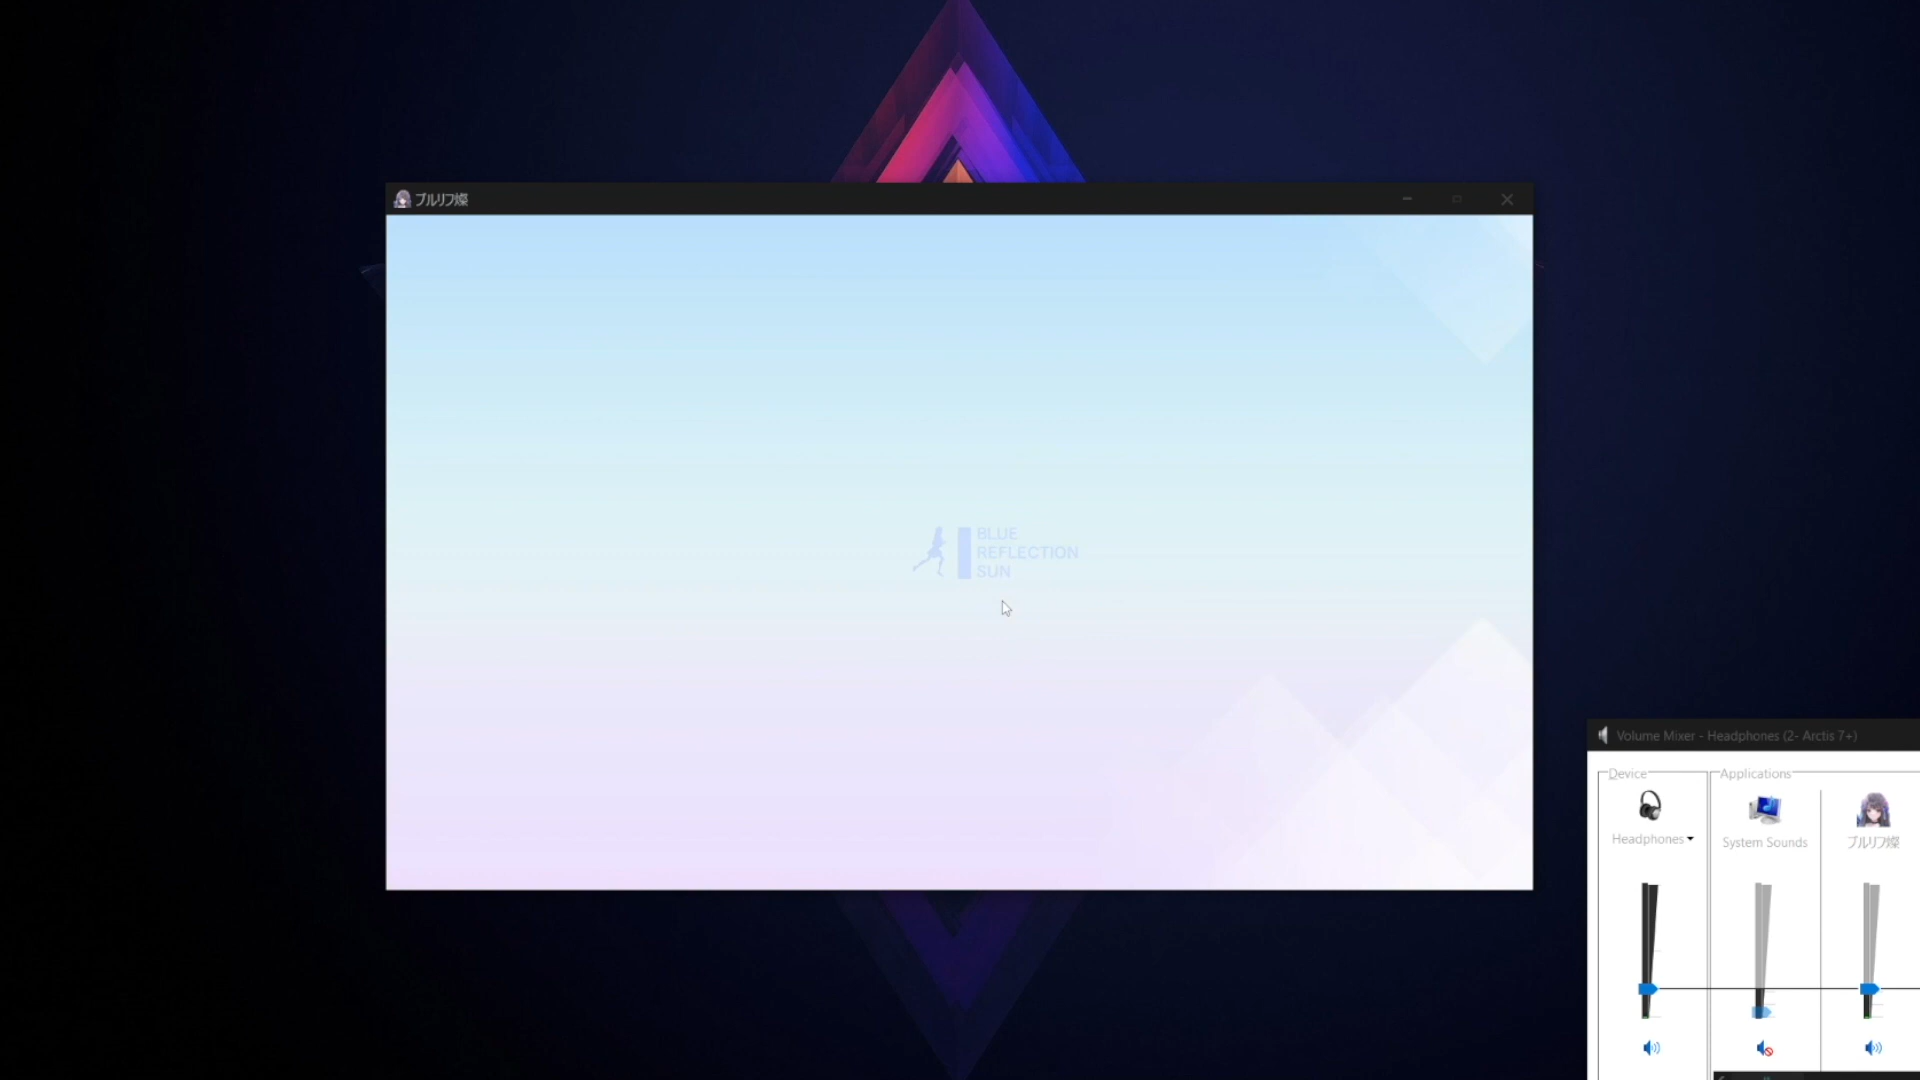 ブルリフ燦
BLUE
REFLECTION
SUN
Volume Mixer - Headphones (2- Arctis 7+)
Device
Applications
Headphones
System Sounds
ブルリフ燦